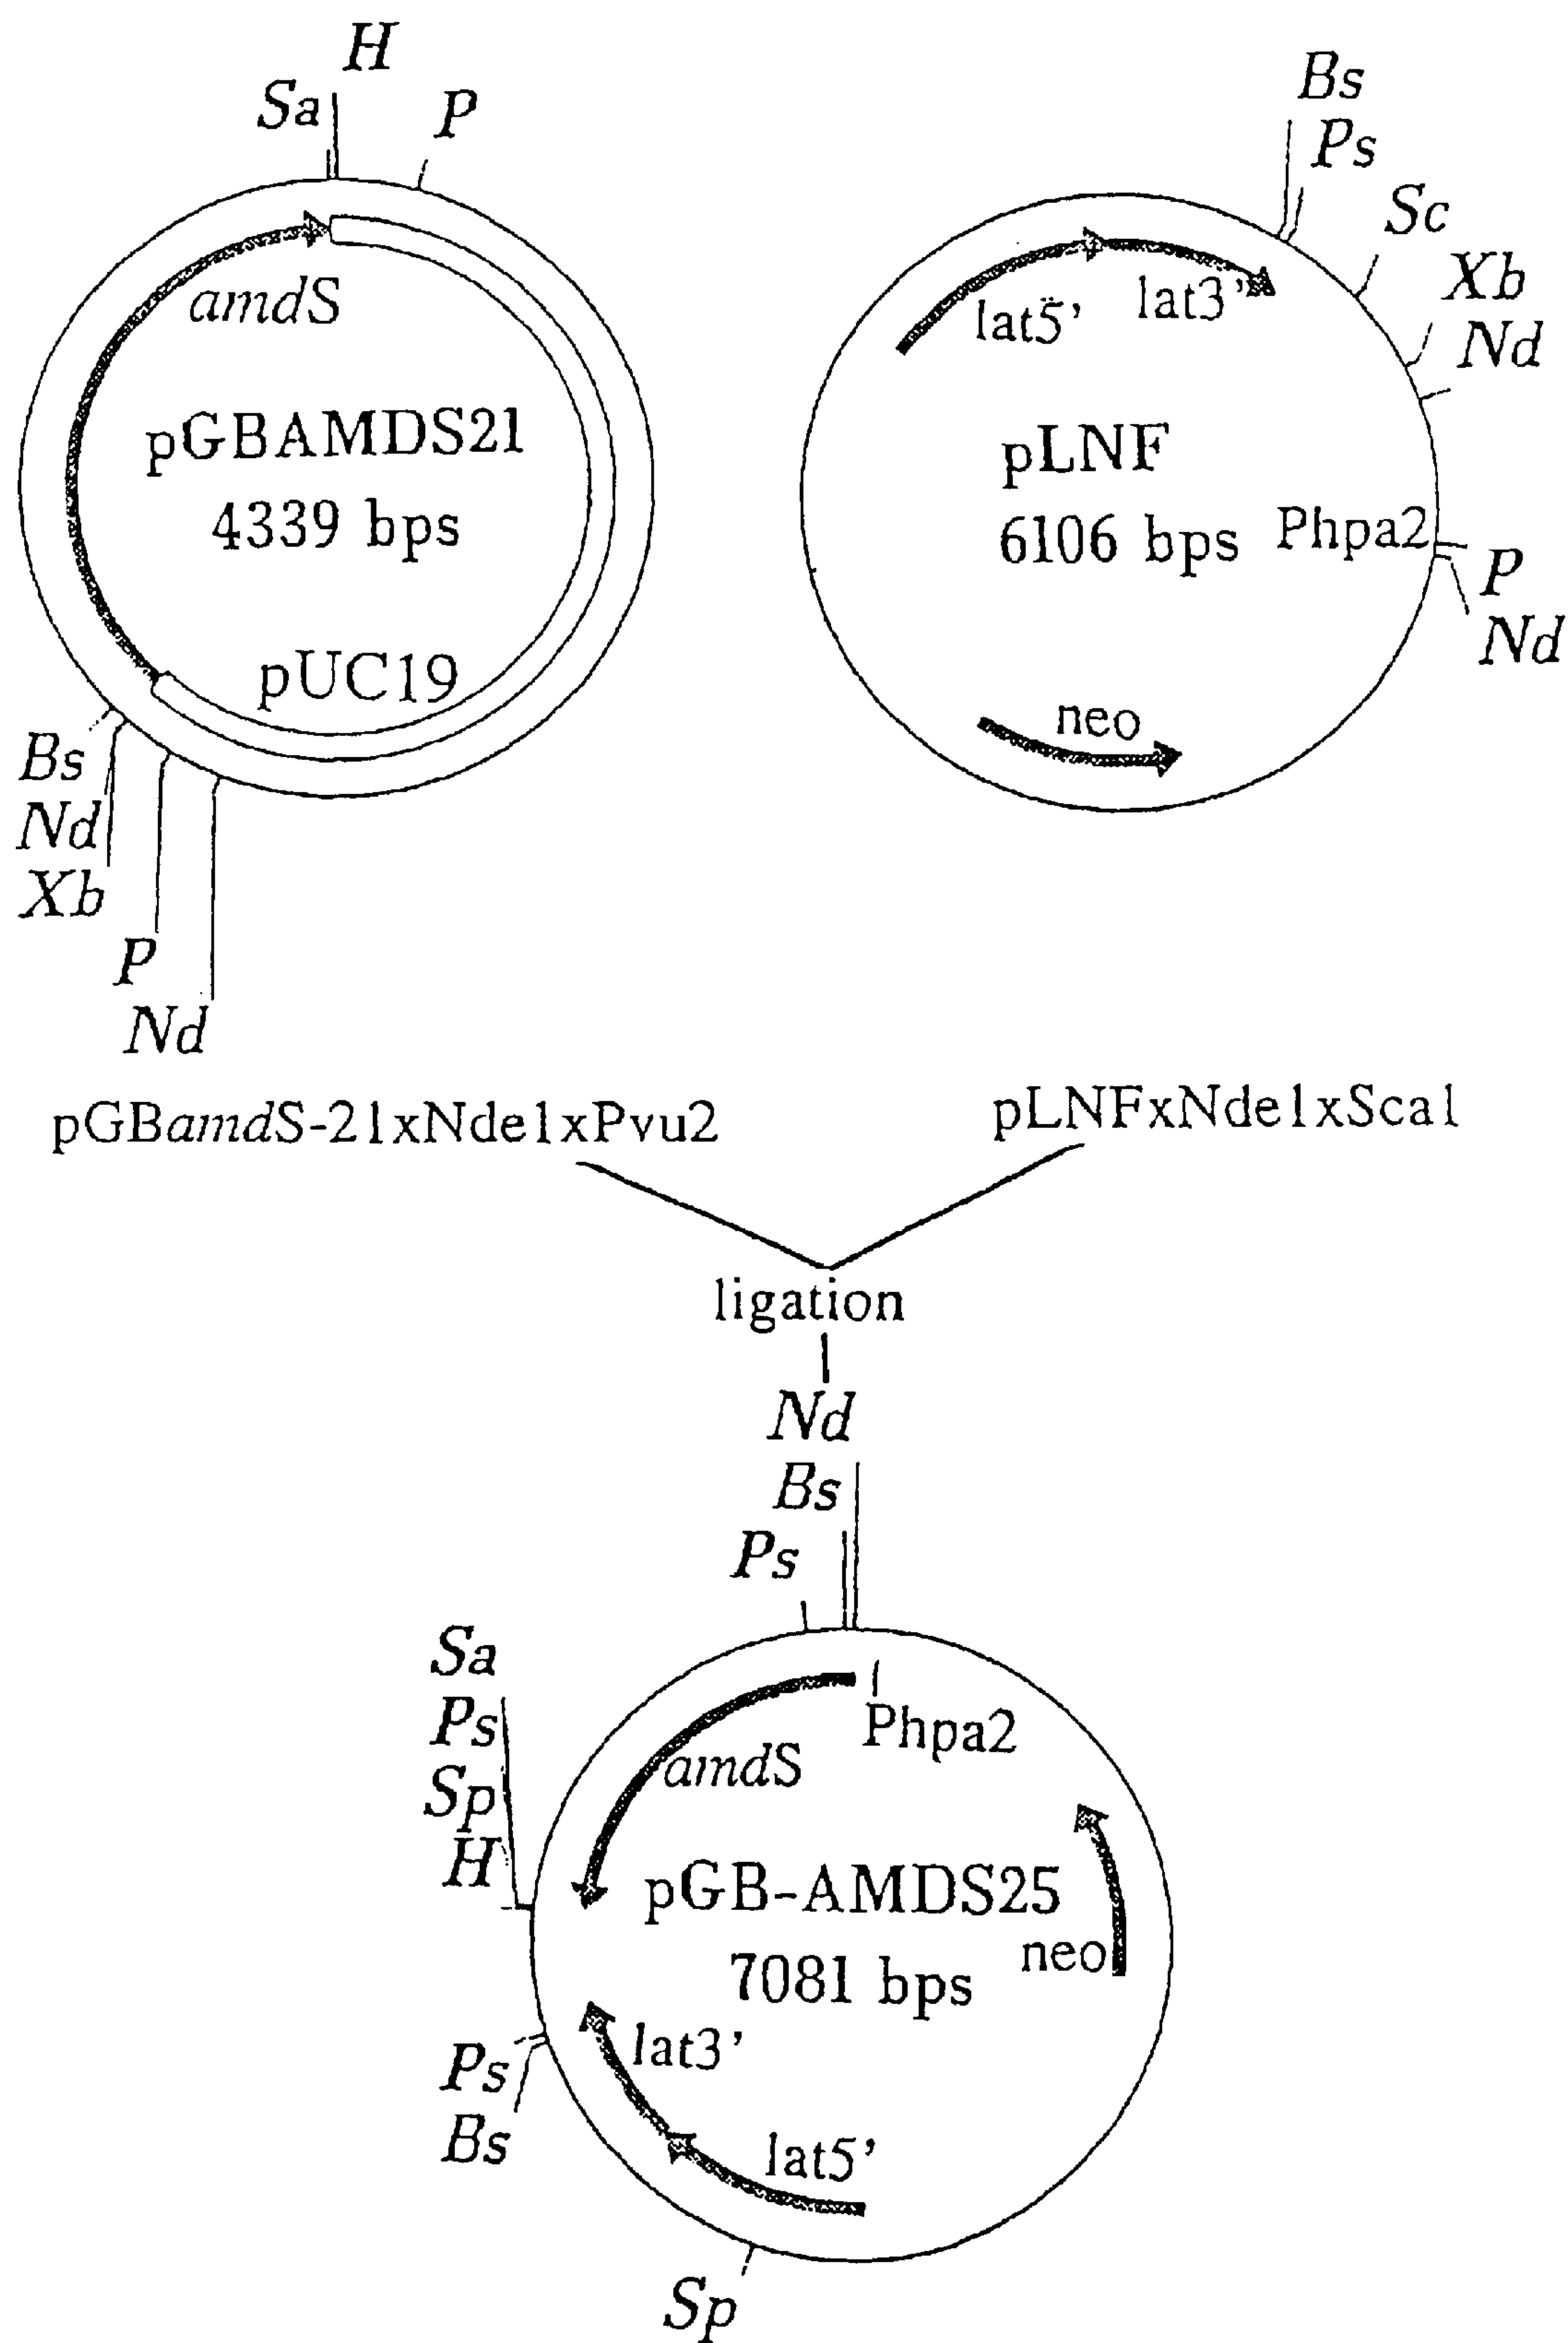 H
Sa
P
amdS
pGBAMDS21
4339 bps
pUC19
Bs
Nd
Xb
P
Nd
Bs
Ps
Sc
Xb
Nd
lat5’
lat3’
pLNF
6106 bps
Phpa2
P
Nd
neo
pGBamdS-21xNde1xPvu2
pLNFxNde1xSca1
ligation
Nd
Bs
Ps
Sa
Ps
Sp
H
Phpa2
amdS
pGB-AMDS25
7081 bps
neo
lat3’
Ps
Bs
lat5’
Sp